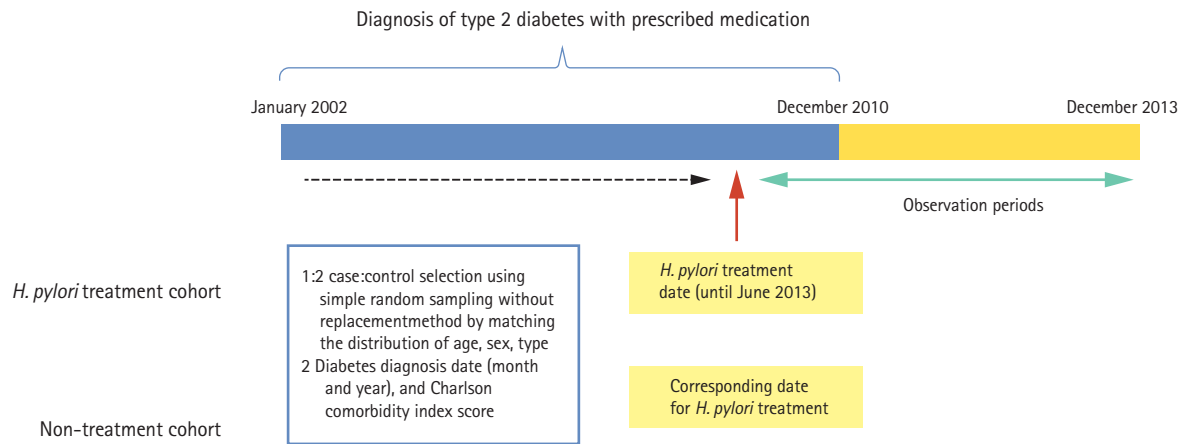 Diagnosis of type 2 diabetes with prescribed medication
January 2002
December 2010
December 2013
Observation periods
H. pylori treatment cohort
1:2 case:control selection using
simple random sampling without
replacementmethod by matching
the distribution of age, sex, type
2 Diabetes diagnosis date (month
and year), and Charlson
comorbidity index score
H. pylori treatment
date (until June 2013)
Non-treatment cohort
Corresponding date
for H. pylori treatment